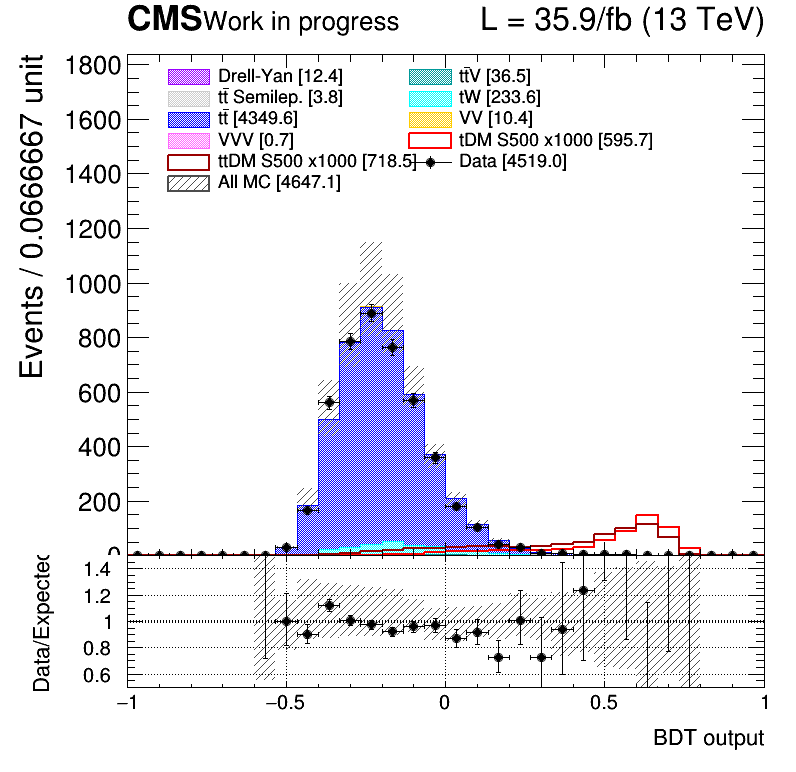 CMS Work in progress L = 35.9/fb (13 TeV)
Events / 0.0666667 unit
1800
1600
1400
1200
1000
800
600
400
200
0
Drell-Yan [12.4] tt̄V [36.5]
tt̄ Semilep. [3.8] tW [233.6]
tt̄ [4349.6] VV [10.4]
VVV [0.7] tDM S500 x1000 [595.7]
ttDM S500 x1000 [718.5] Data [4519.0]
All MC [4647.1]
Data/Expected
1.4
1.2
1
0.8
0.6
−1 −0.5 0 0.5 1
BDT output